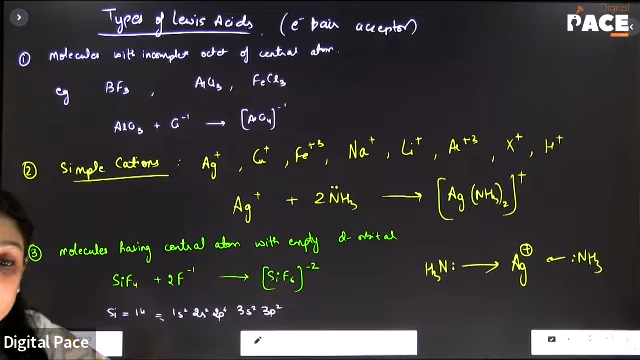 Types of Lewis Acids. (e⁻ pair acceptor)
Digital
PACE
① Molecules with incomplete octet of central atom.
eg BF₃, AlCl₃, FeCl₃
AlCl₃ + Cl⁻¹ → [AlCl₄]⁻¹
② Simple Cations : Ag⁺, Cu⁺, Fe⁺³, Na⁺, Li⁺, Al⁺³, X⁺, H⁺
Ag⁺ + 2N̈H₃ → [Ag(NH₃)₂]⁺
③ Molecules having central atom with empty d-orbital
SiF₄ + 2F⁻¹ → [SiF₆]⁻²
H₃N: → Ag⊕ ← :NH₃
Si = 14 = 1s² 2s² 2p⁶ 3s² 3p²
Digital Pace